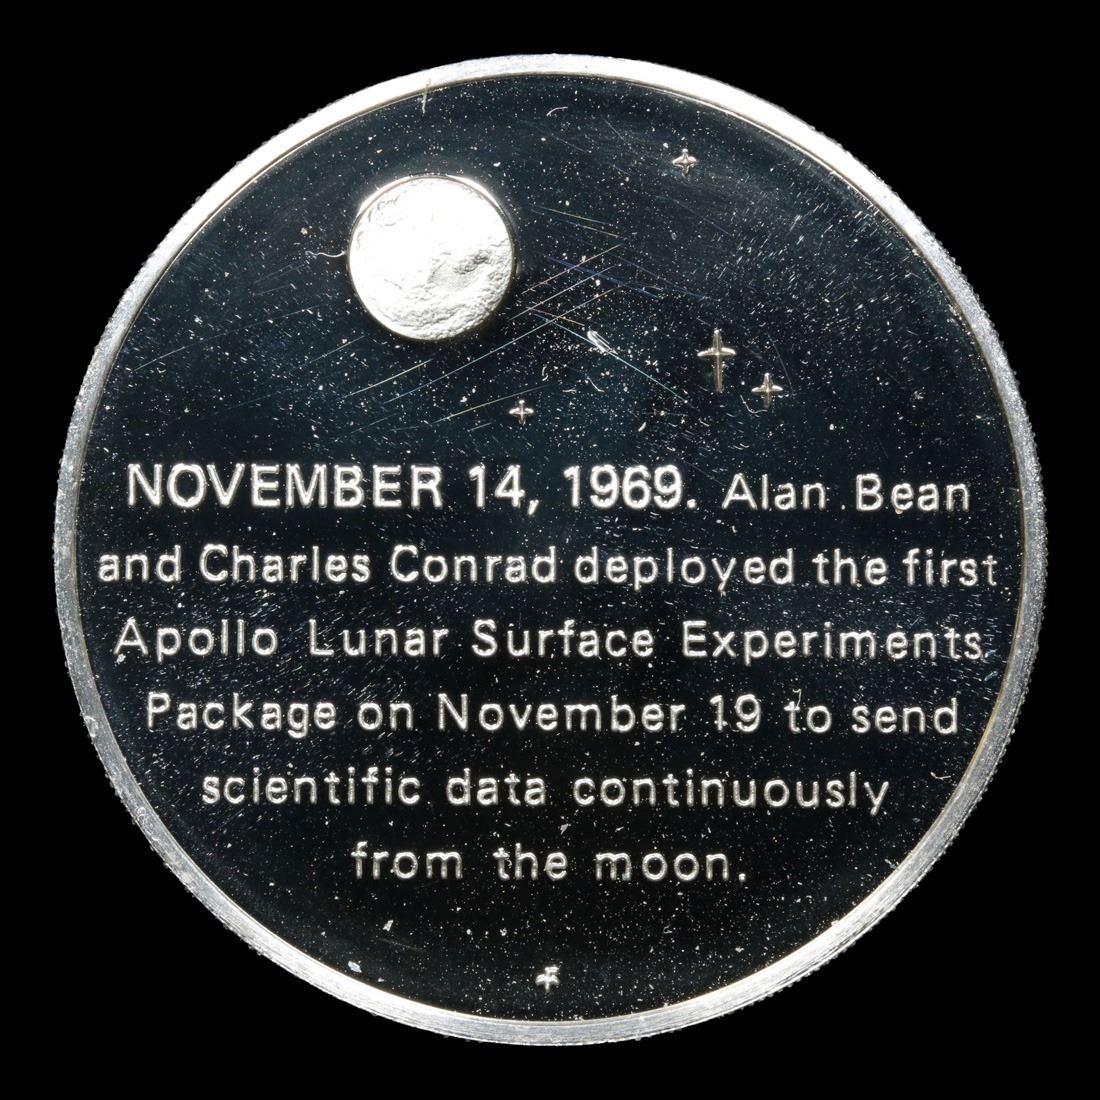 NOVEMBER 14, 1969. Alan Bean
and Charles Conrad deployed the first
Apollo Lunar Surface Experiments
Package on November 19 to send
scientific data continuously
from the moon.